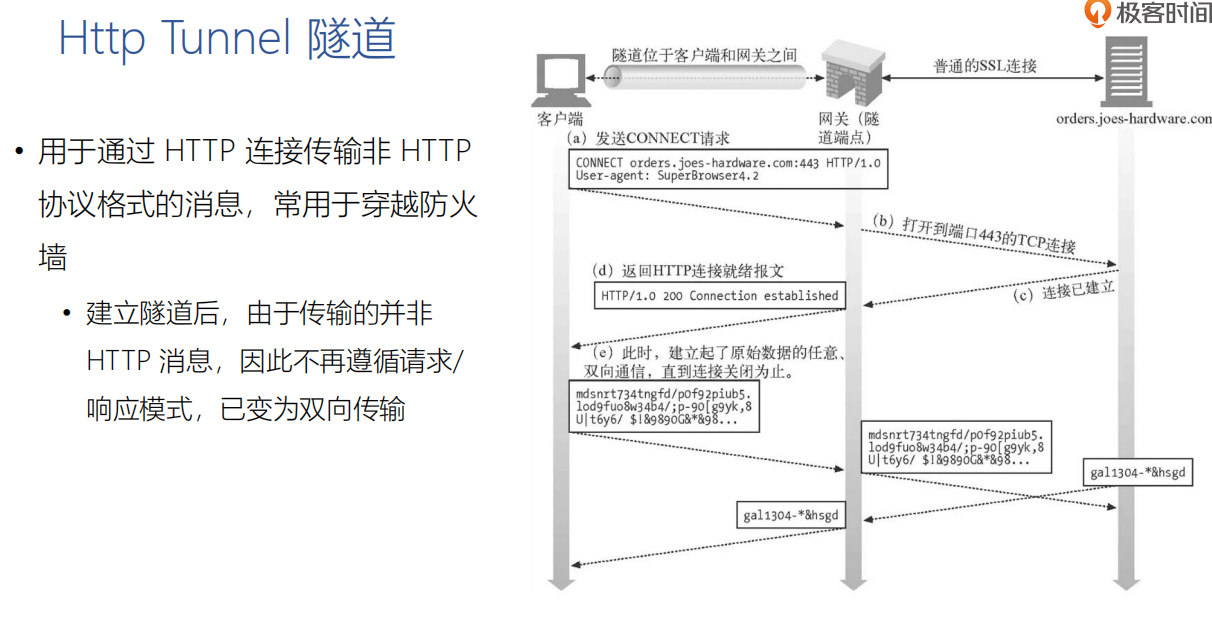 极客时间
Http Tunnel 隧道
• 用于通过 HTTP 连接传输非 HTTP
协议格式的消息，常用于穿越防火
墙
• 建立隧道后，由于传输的并非
HTTP 消息，因此不再遵循请求/
响应模式，已变为双向传输
隧道位于客户端和网关之间
普通的SSL连接
客户端
网关（隧
道端点）
orders.joes-hardware.com
（a）发送CONNECT请求
CONNECT orders.joes-hardware.com:443 HTTP/1.0
User-agent: SuperBrowser4.2
（b）打开到端口443的TCP连接
（c）连接已建立
（d）返回HTTP连接就绪报文
HTTP/1.0 200 Connection established
（e）此时，建立起了原始数据的任意、
双向通信，直到连接关闭为止。
mdsnrt734tngfd/p0f92piub5.
lod9fuo8w34b4/;p-90[g9yk,8
U|t6y6/ $!&9890G&*&98...
mdsnrt734tngfd/p0f92piub5.
lod9fuo8w34b4/;p-90[g9yk,8
U|t6y6/ $!&9890G&*&98...
gal1304-*&hsgd
gal1304-*&hsgd